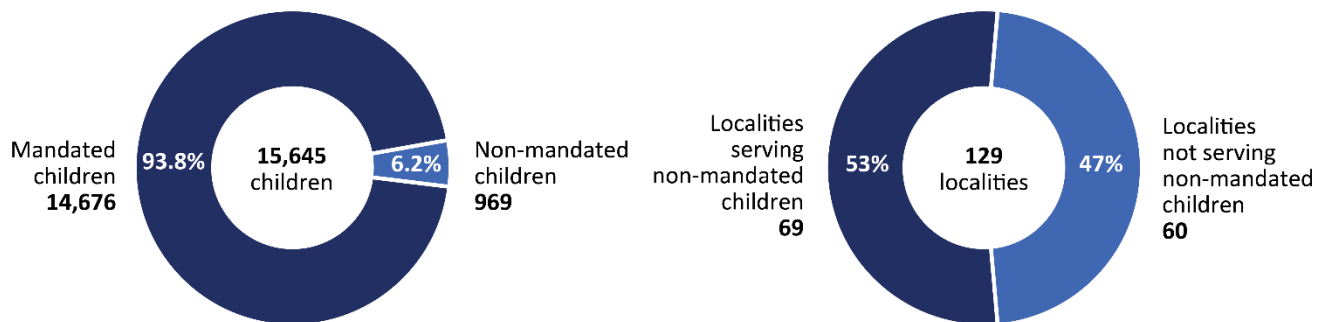 Mandated
children
14,676
93.8%
15,645
children
6.2%
Non-mandated
children
969
Localities
serving
non-mandated
children
69
53%
129
localities
47%
Localities
not serving
non-mandated
children
60